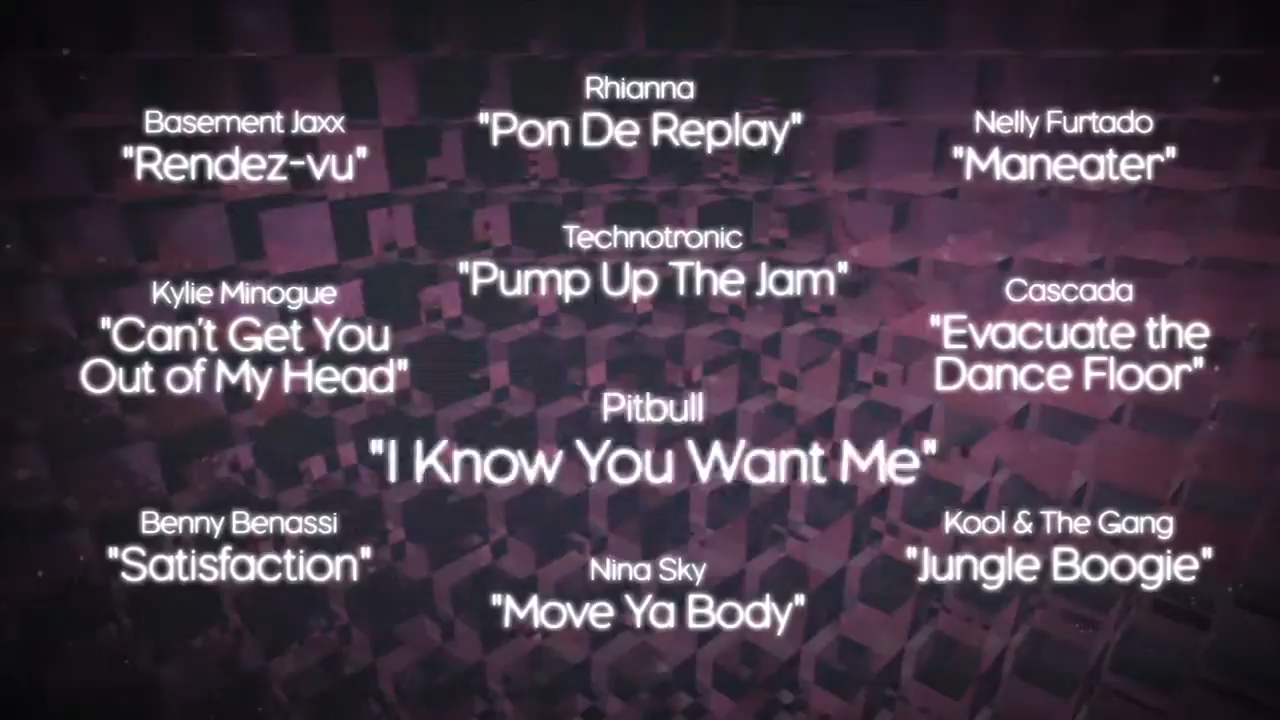 Rhianna
"Pon De Replay"
Basement Jaxx
"Rendez-vu"
Nelly Furtado
"Maneater"
Technotronic
"Pump Up The Jam"
Kylie Minogue
"Can't Get You
Out of My Head"
Cascada
"Evacuate the
Dance Floor"
Pitbull
"I Know You Want Me"
Benny Benassi
"Satisfaction"
Kool & The Gang
"Jungle Boogie"
Nina Sky
"Move Ya Body"